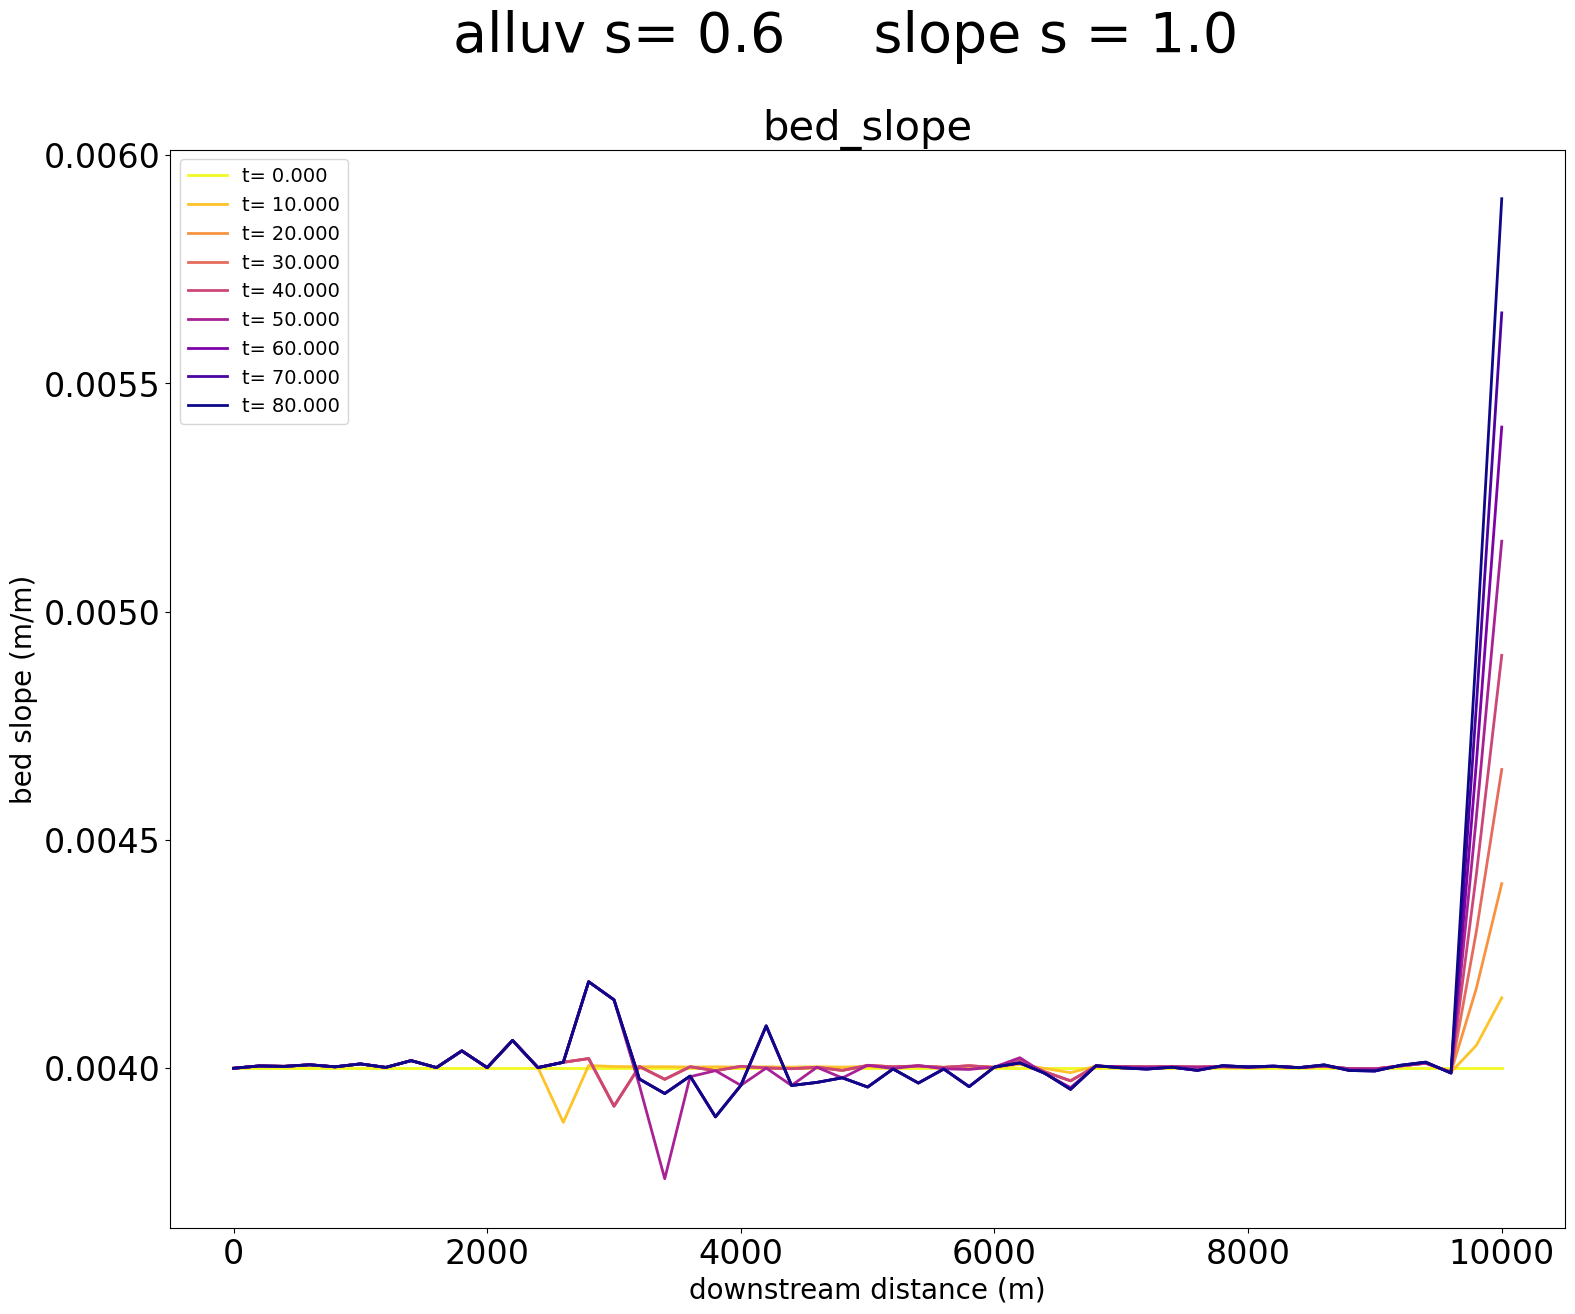 alluv s= 0.6     slope s = 1.0
bed_slope
0.0060
0.0055
0.0050
0.0045
0.0040
bed slope (m/m)
t= 0.000
t= 10.000
t= 20.000
t= 30.000
t= 40.000
t= 50.000
t= 60.000
t= 70.000
t= 80.000
0 2000 4000 6000 8000 10000
downstream distance (m)